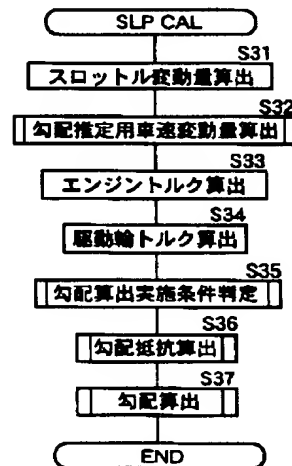 SLP CAL
S31
スロットル変動量算出
S32
勾配推定用車速変動量算出
S33
エンジントルク算出
S34
駆動輪トルク算出
S35
勾配算出実施条件判定
S36
勾配抵抗算出
S37
勾配算出
END